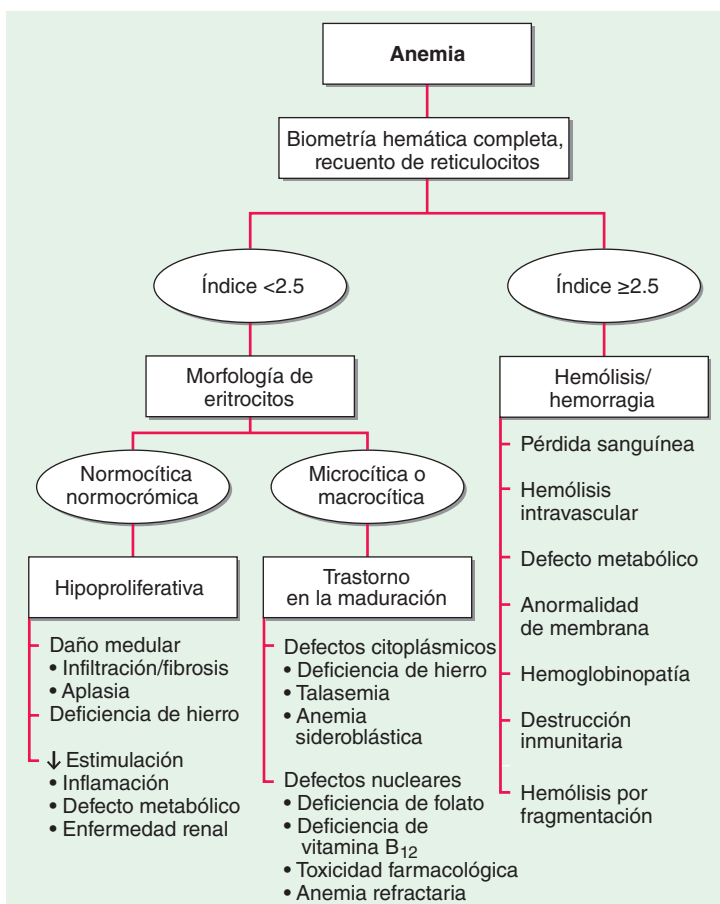 Anemia
Biometría hemática completa,
recuento de reticulocitos
Índice <2.5
Índice ≥2.5
Morfología de
eritrocitos
Hemólisis/
hemorragia
Normocítica
normocrómica
Microcítica o
macrocítica
Hipoproliferativa
Daño medular
• Infiltración/fibrosis
• Aplasia
Deficiencia de hierro
↓ Estimulación
• Inflamación
• Defecto metabólico
• Enfermedad renal
Trastorno
en la maduración
Defectos citoplásmicos
• Deficiencia de hierro
• Talasemia
• Anemia
sideroblástica
Defectos nucleares
• Deficiencia de folato
• Deficiencia de
vitamina B₁₂
• Toxicidad farmacológica
• Anemia refractaria
Pérdida sanguínea
Hemólisis
intravascular
Defecto metabólico
Anormalidad
de membrana
Hemoglobinopatía
Destrucción
inmunitaria
Hemólisis por
fragmentación